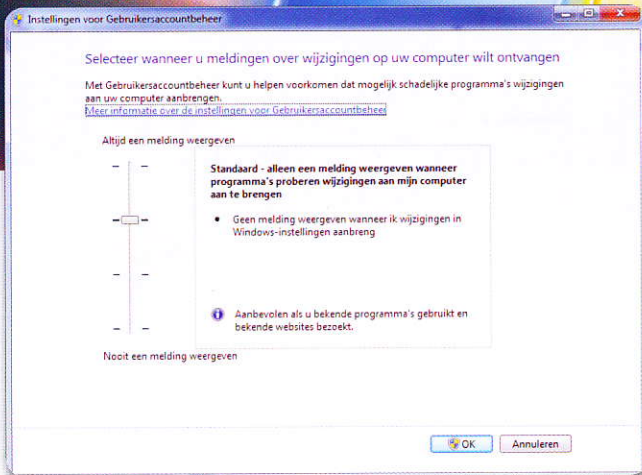 Instellingen voor Gebruikersaccountbeheer
Selecteer wanneer u meldingen over wijzigingen op uw computer wilt ontvangen
Met Gebruikersaccountbeheer kunt u helpen voorkomen dat mogelijk schadelijke programma's wijzigingen
aan uw computer aanbrengen.
Meer informatie over de instellingen voor Gebruikersaccountbeheer
Altijd een melding weergeven
Standaard - alleen een melding weergeven wanneer
programma's proberen wijzigingen aan mijn computer
aan te brengen
• Geen melding weergeven wanneer ik wijzigingen in
Windows-instellingen aanbreng
Aanbevolen als u bekende programma's gebruikt en
bekende websites bezoekt.
Nooit een melding weergeven
OK
Annuleren